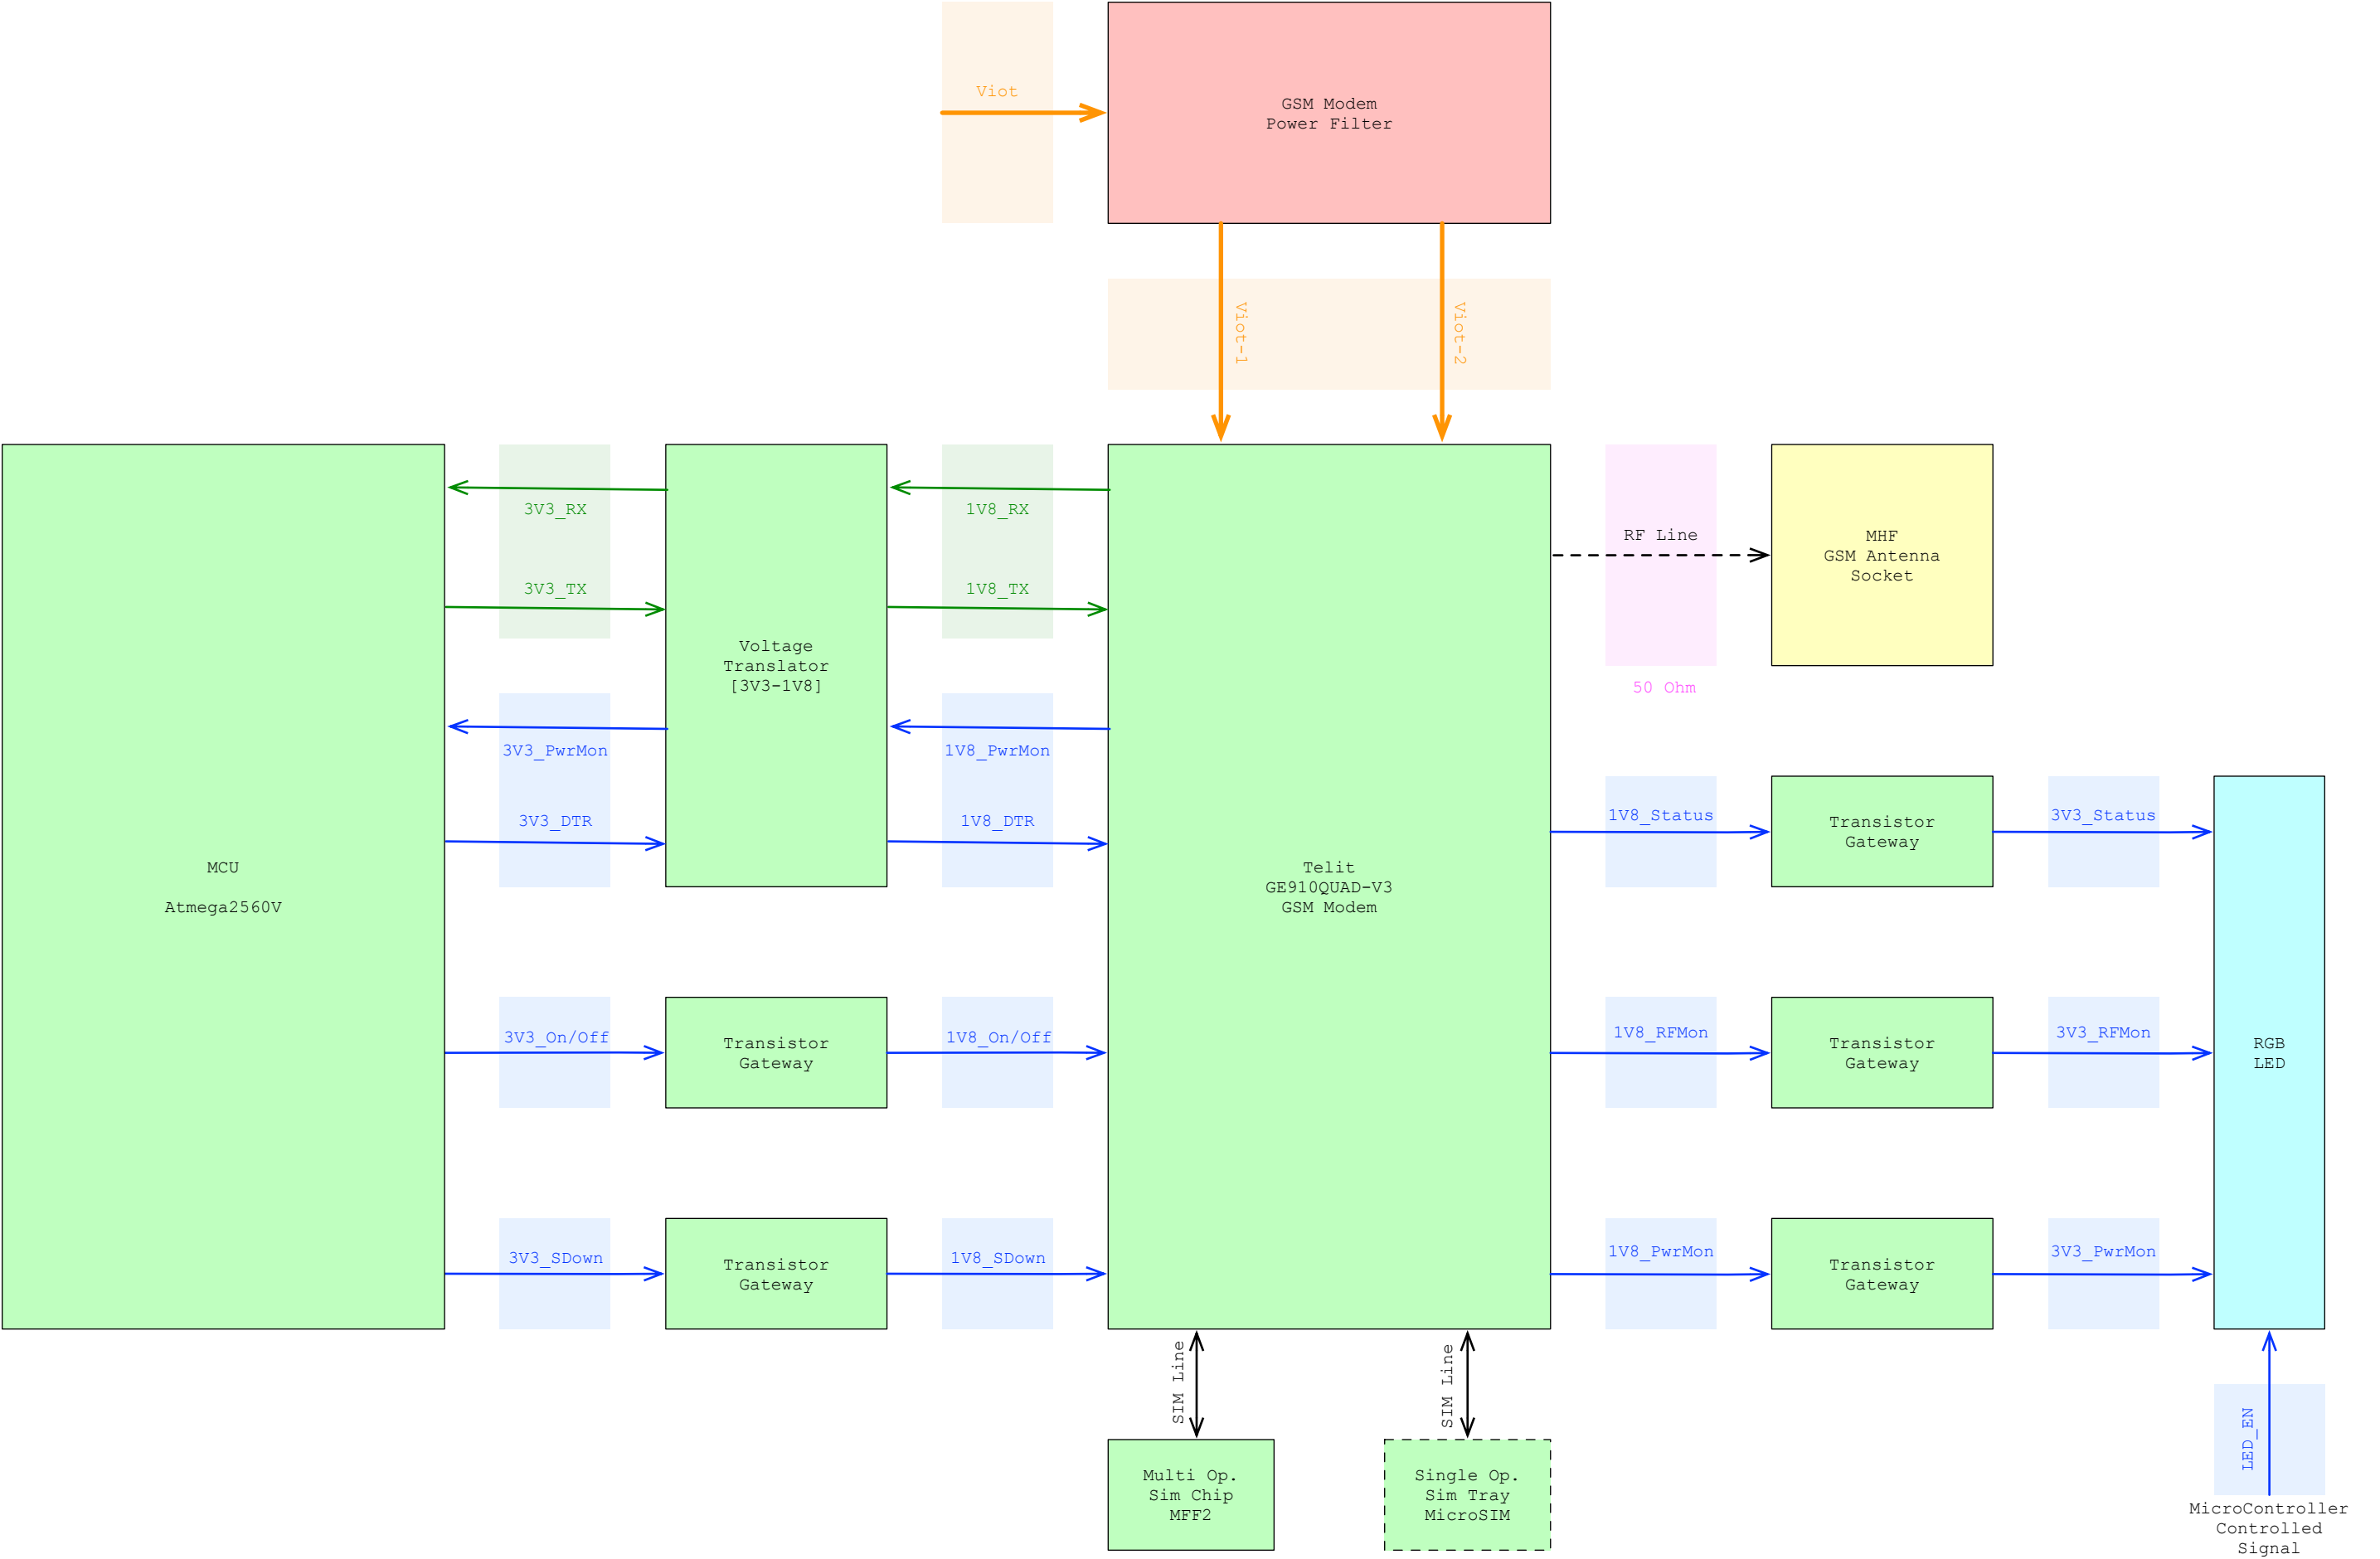 Viot
GSM Modem
Power Filter
Viot-1
Viot-2
3V3_RX
1V8_RX
RF Line
MHF
GSM Antenna
Socket
3V3_TX
1V8_TX
Voltage
Translator
[3V3-1V8]
50 Ohm
3V3_PwrMon
1V8_PwrMon
3V3_DTR
1V8_DTR
1V8_Status
Transistor
Gateway
3V3_Status
MCU
Atmega2560V
Telit
GE910QUAD-V3
GSM Modem
3V3_On/Off
Transistor
Gateway
1V8_On/Off
1V8_RFMon
Transistor
Gateway
3V3_RFMon
RGB
LED
3V3_SDown
Transistor
Gateway
1V8_SDown
1V8_PwrMon
Transistor
Gateway
3V3_PwrMon
SIM Line
SIM Line
LED_EN
Multi Op.
Sim Chip
MFF2
Single Op.
Sim Tray
MicroSIM
MicroController
Controlled
Signal